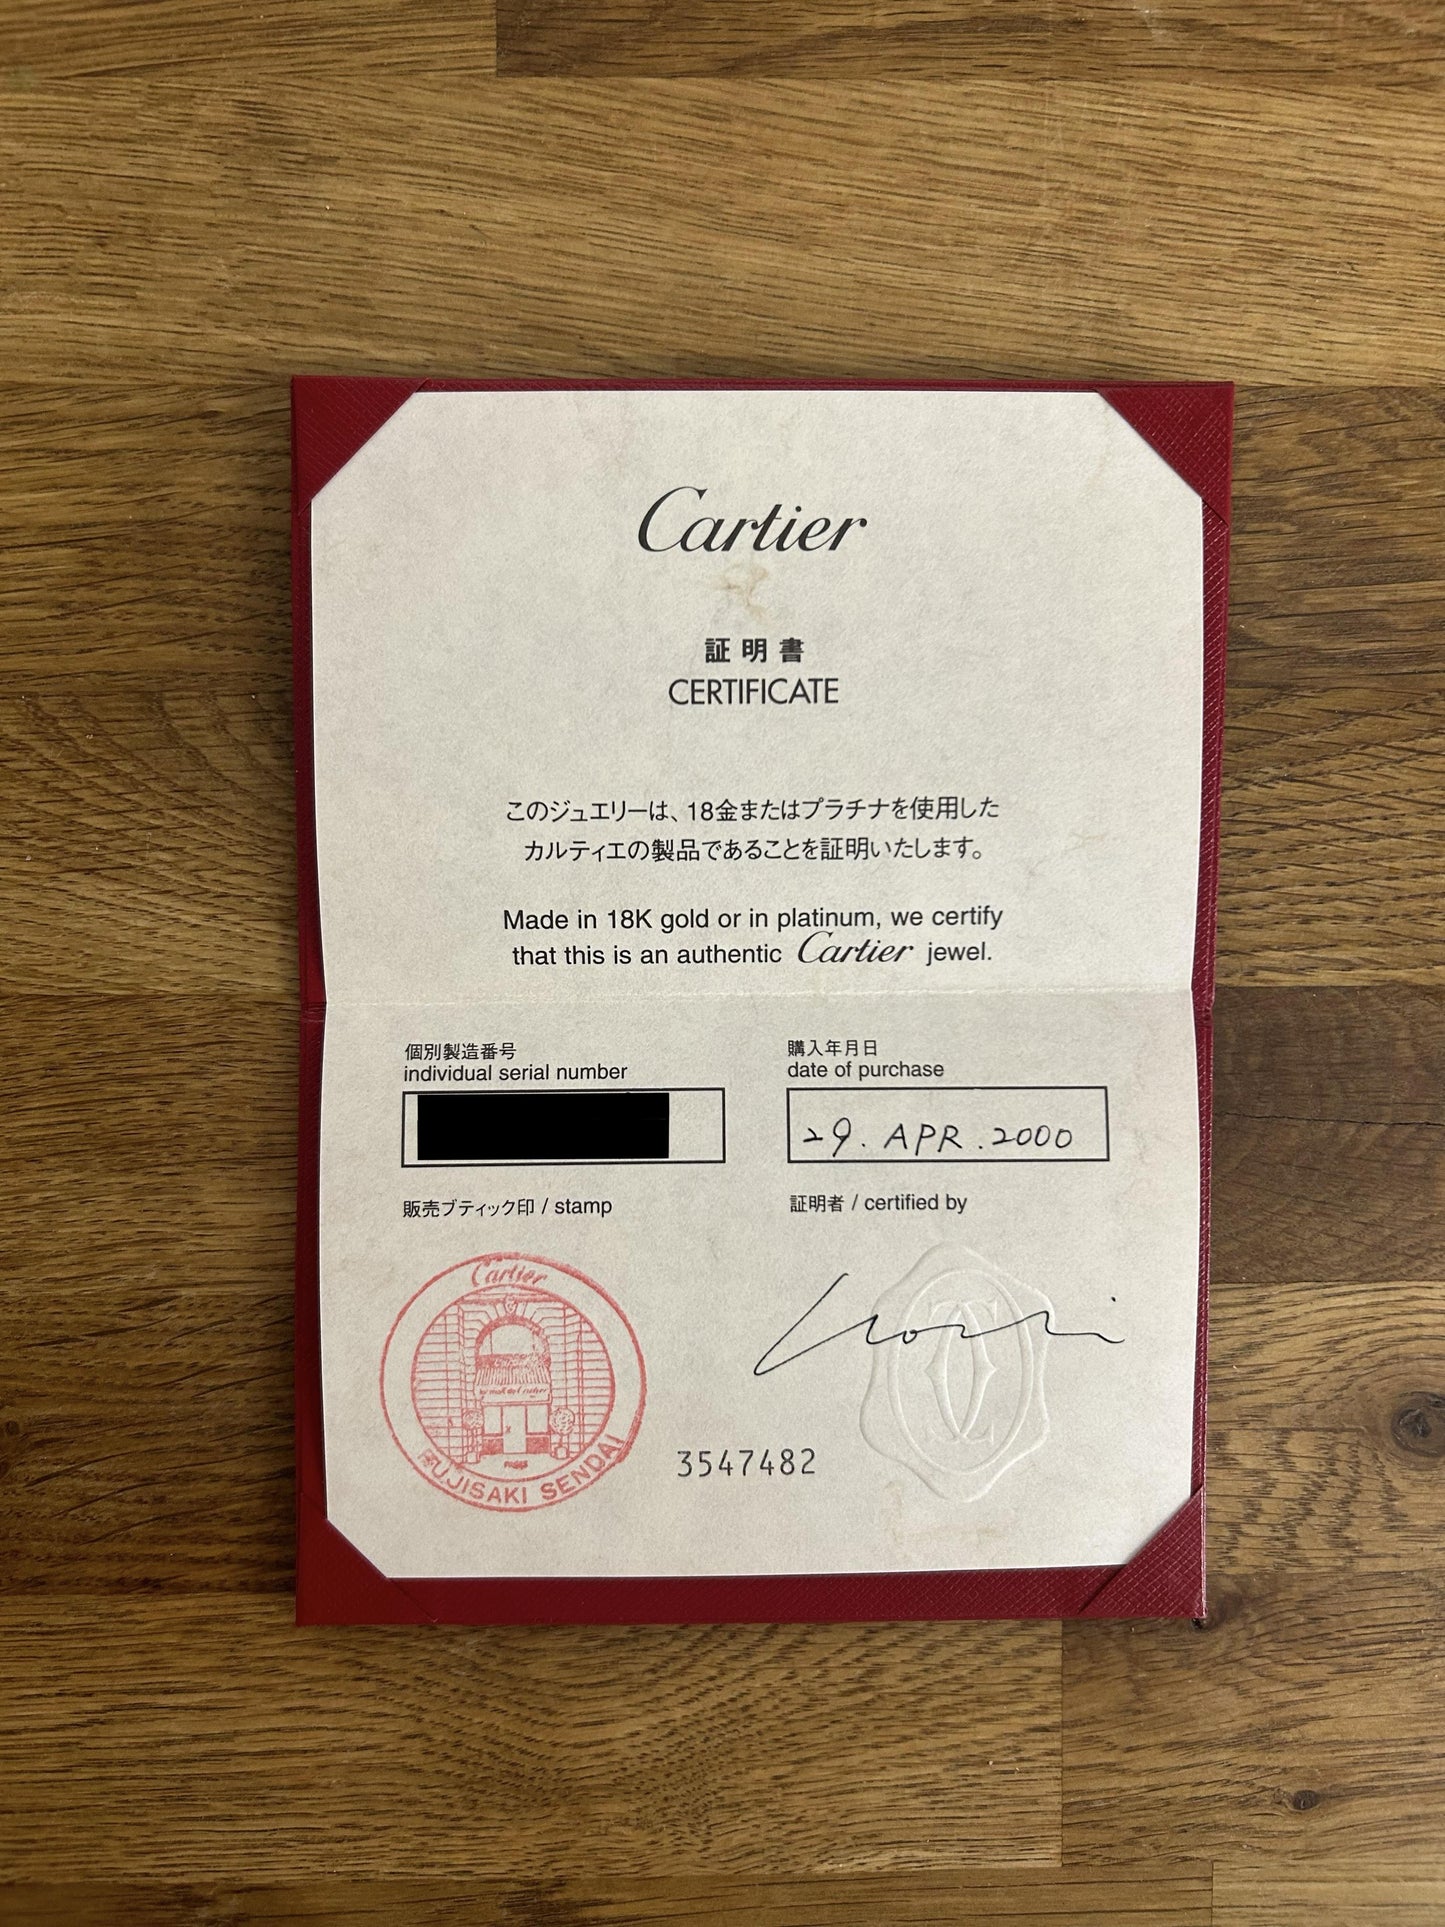 Cartier
証明書
CERTIFICATE
このジュエリーは、18金またはプラチナを使用した
カルティエの製品であることを証明いたします。
Made in 18K gold or in platinum, we certify
that this is an authentic Cartier jewel.
個別製造番号
individual serial number
購入年月日
date of purchase
29. APR. 2000
販売ブティック印 / stamp
証明者 / certified by
Cartier
FUJISAKI SENDAI
3547482